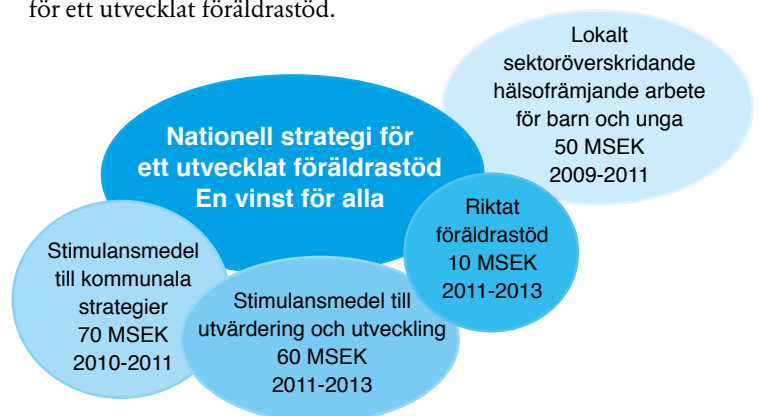 för ett utvecklat föräldrastöd.
Lokalt
sektoröverskridande
hälsofrämjande arbete
för barn och unga
50 MSEK
2009-2011
Nationell strategi för
ett utvecklat föräldrastöd
En vinst för alla
Riktat
föräldrastöd
10 MSEK
2011-2013
Stimulansmedel
till kommunala
strategier
70 MSEK
2010-2011
Stimulansmedel till
utvärdering och utveckling
60 MSEK
2011-2013